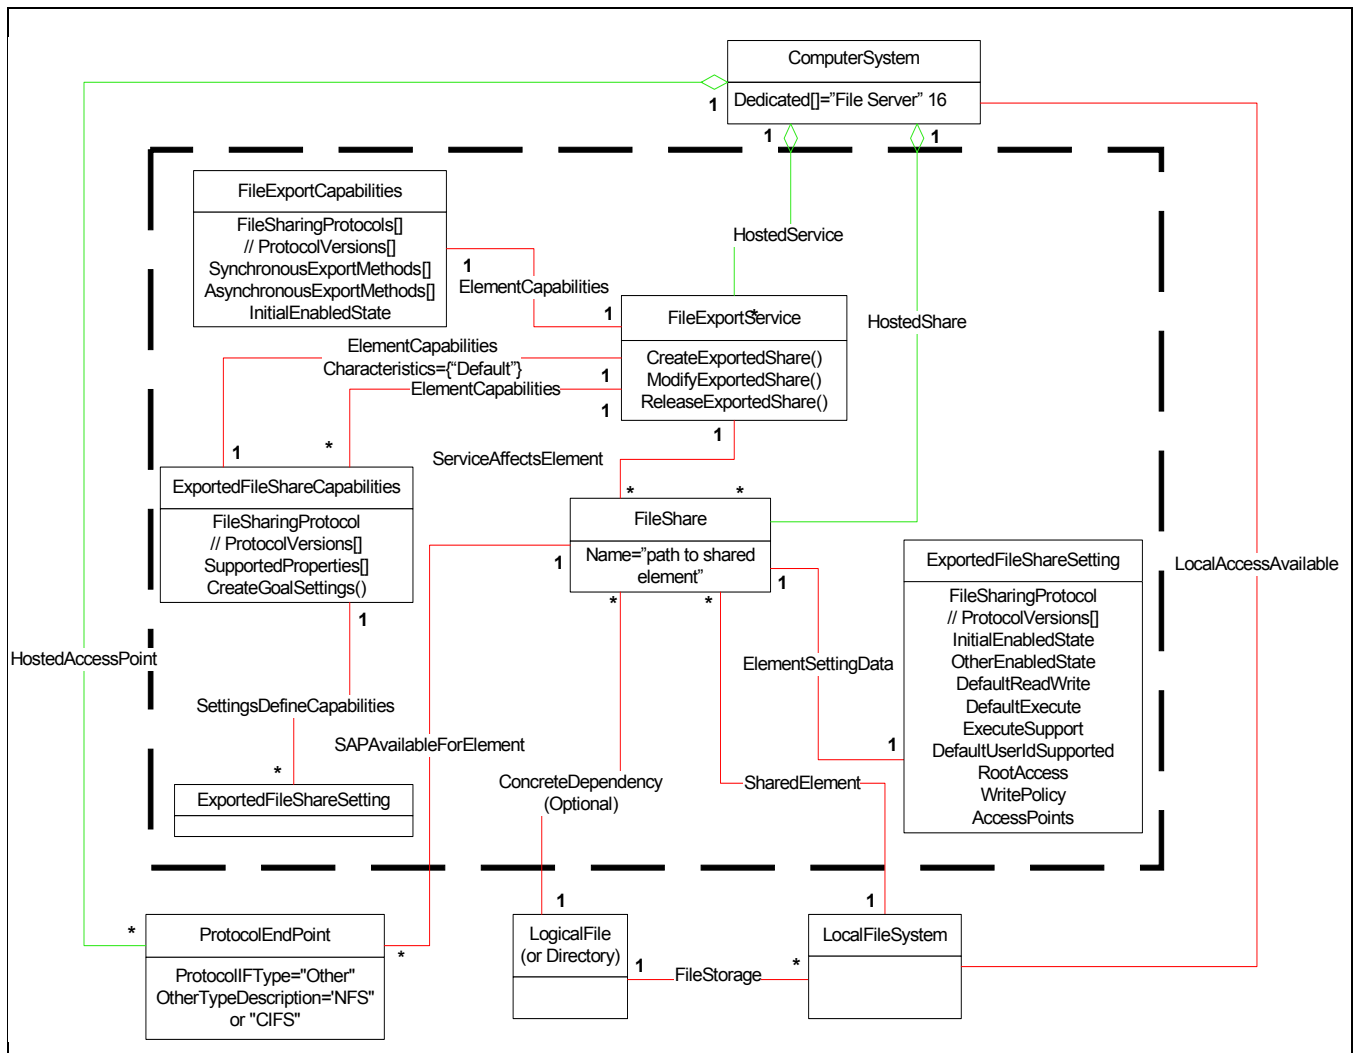 ComputerSystem
1
Dedicated[]="File Server" 16
1
1
FileExportCapabilities
FileSharingProtocols[]
// ProtocolVersions[]
SynchronousExportMethods[]
AsynchronousExportMethods[]
InitialEnabledState
HostedService
1
ElementCapabilities
1
FileExportService
*
HostedShare
ElementCapabilities
Characteristics={“Default”}
1
ElementCapabilities
1
CreateExportedShare()
ModifyExportedShare()
ReleaseExportedShare()
1
1
*
ServiceAffectsElement
*
*
ExportedFileShareCapabilities
FileSharingProtocol
// ProtocolVersions[]
SupportedProperties[]
CreateGoalSettings()
1
FileShare
Name=”path to shared
element”
1
1
*
*
ExportedFileShareSetting
FileSharingProtocol
// ProtocolVersions[]
InitialEnabledState
OtherEnabledState
DefaultReadWrite
DefaultExecute
ExecuteSupport
DefaultUserIdSupported
RootAccess
WritePolicy
AccessPoints
LocalAccessAvailable
HostedAccessPoint
ElementSettingData
1
SettingsDefineCapabilities
SAPAvailableForElement
*
ConcreteDependency
(Optional)
SharedElement
ExportedFileShareSetting
1
1
*
ProtocolEndPoint
*
ProtocolIFType="Other"
OtherTypeDescription='NFS"
or "CIFS"
LogicalFile
(or Directory)
1
FileStorage
*
LocalFileSystem